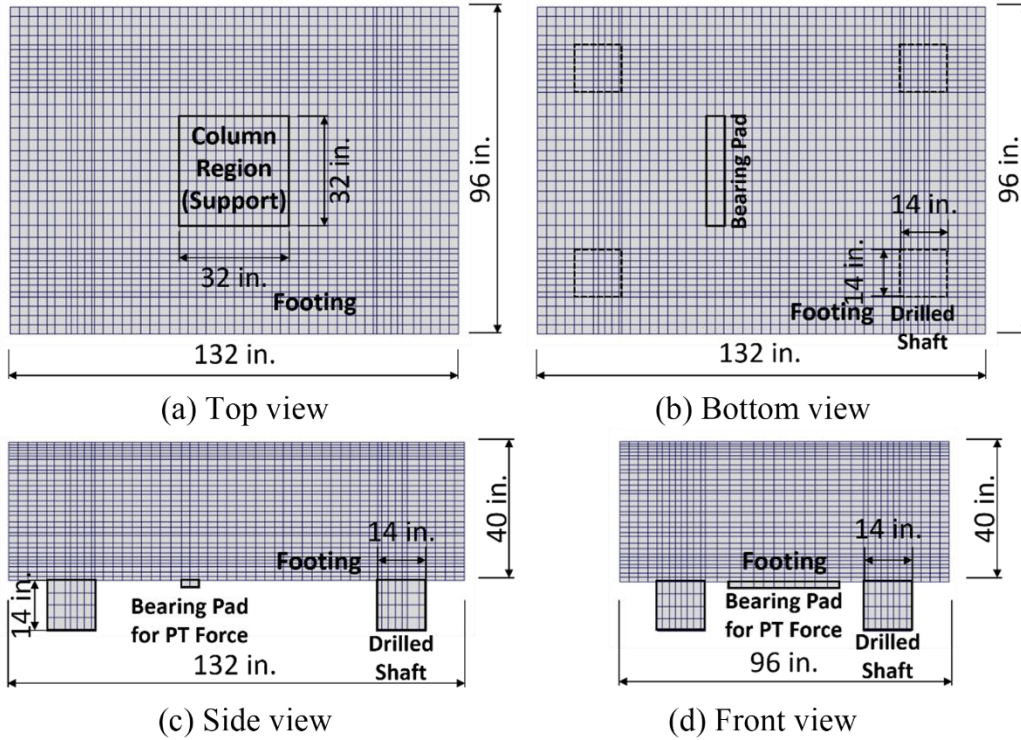 Column
Region
(Support)
32 in.
32 in.
Footing
96 in.
132 in.
(a) Top view
Bearing Pad
14 in.
14 in.
Footing
Drilled
Shaft
96 in.
132 in.
(b) Bottom view
14 in.
Footing
40 in.
14 in.
Bearing Pad
for PT Force
Drilled
Shaft
132 in.
(c) Side view
14 in.
Footing
40 in.
Bearing Pad
for PT Force
Drilled
Shaft
96 in.
(d) Front view